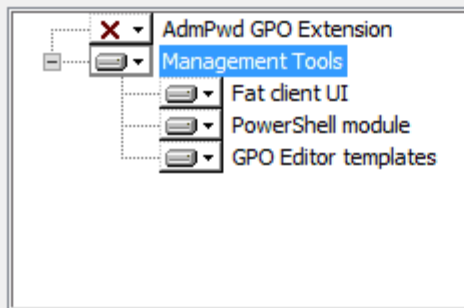 AdmPwd GPO Extension
Management Tools
Fat client UI
PowerShell module
GPO Editor templates